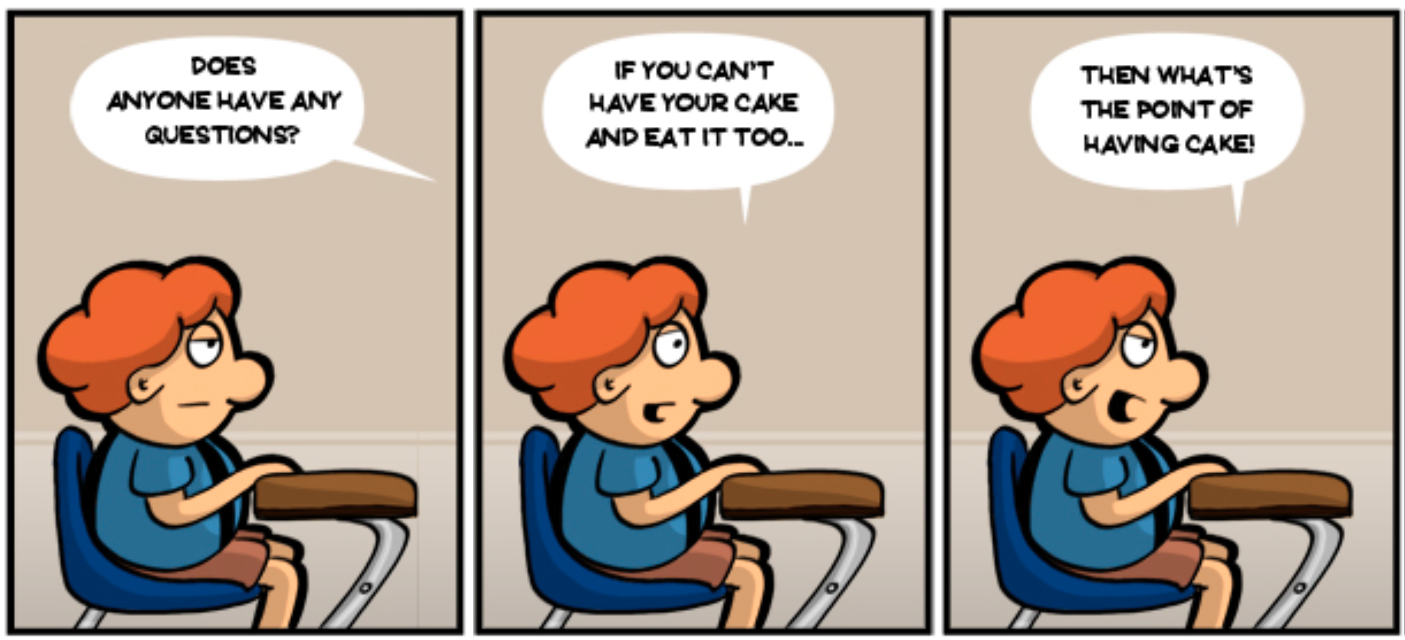 DOES
ANYONE HAVE ANY
QUESTIONS?
IF YOU CAN'T
HAVE YOUR CAKE
AND EAT IT TOO...
THEN WHAT'S
THE POINT OF
HAVING CAKE!